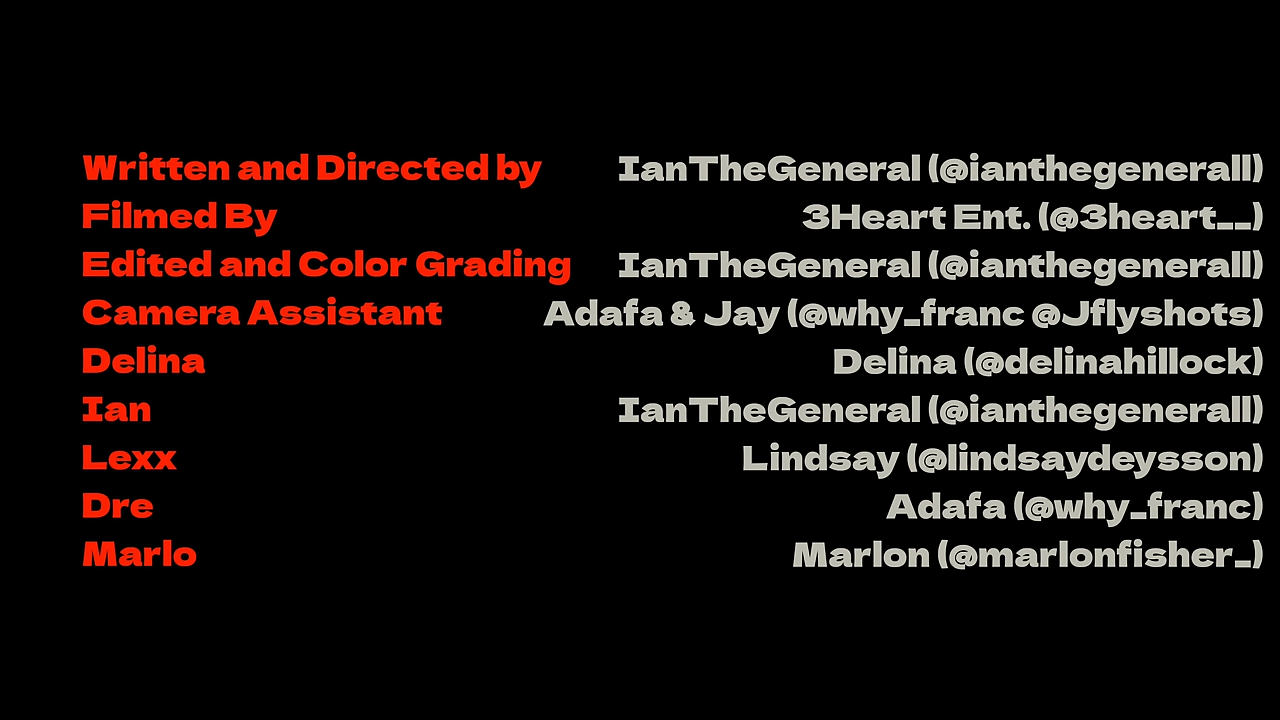 Written and Directed by IanTheGeneral (@ianthegenerall)
Filmed By 3Heart Ent. (@3heart__)
Edited and Color Grading IanTheGeneral (@ianthegenerall)
Camera Assistant Adafa & Jay (@why_franc @Jflyshots)
Delina Delina (@delinahillock)
Ian IanTheGeneral (@ianthegenerall)
Lexx Lindsay (@lindsaydeysson)
Dre Adafa (@why_franc)
Marlo Marlon (@marlonfisher_)